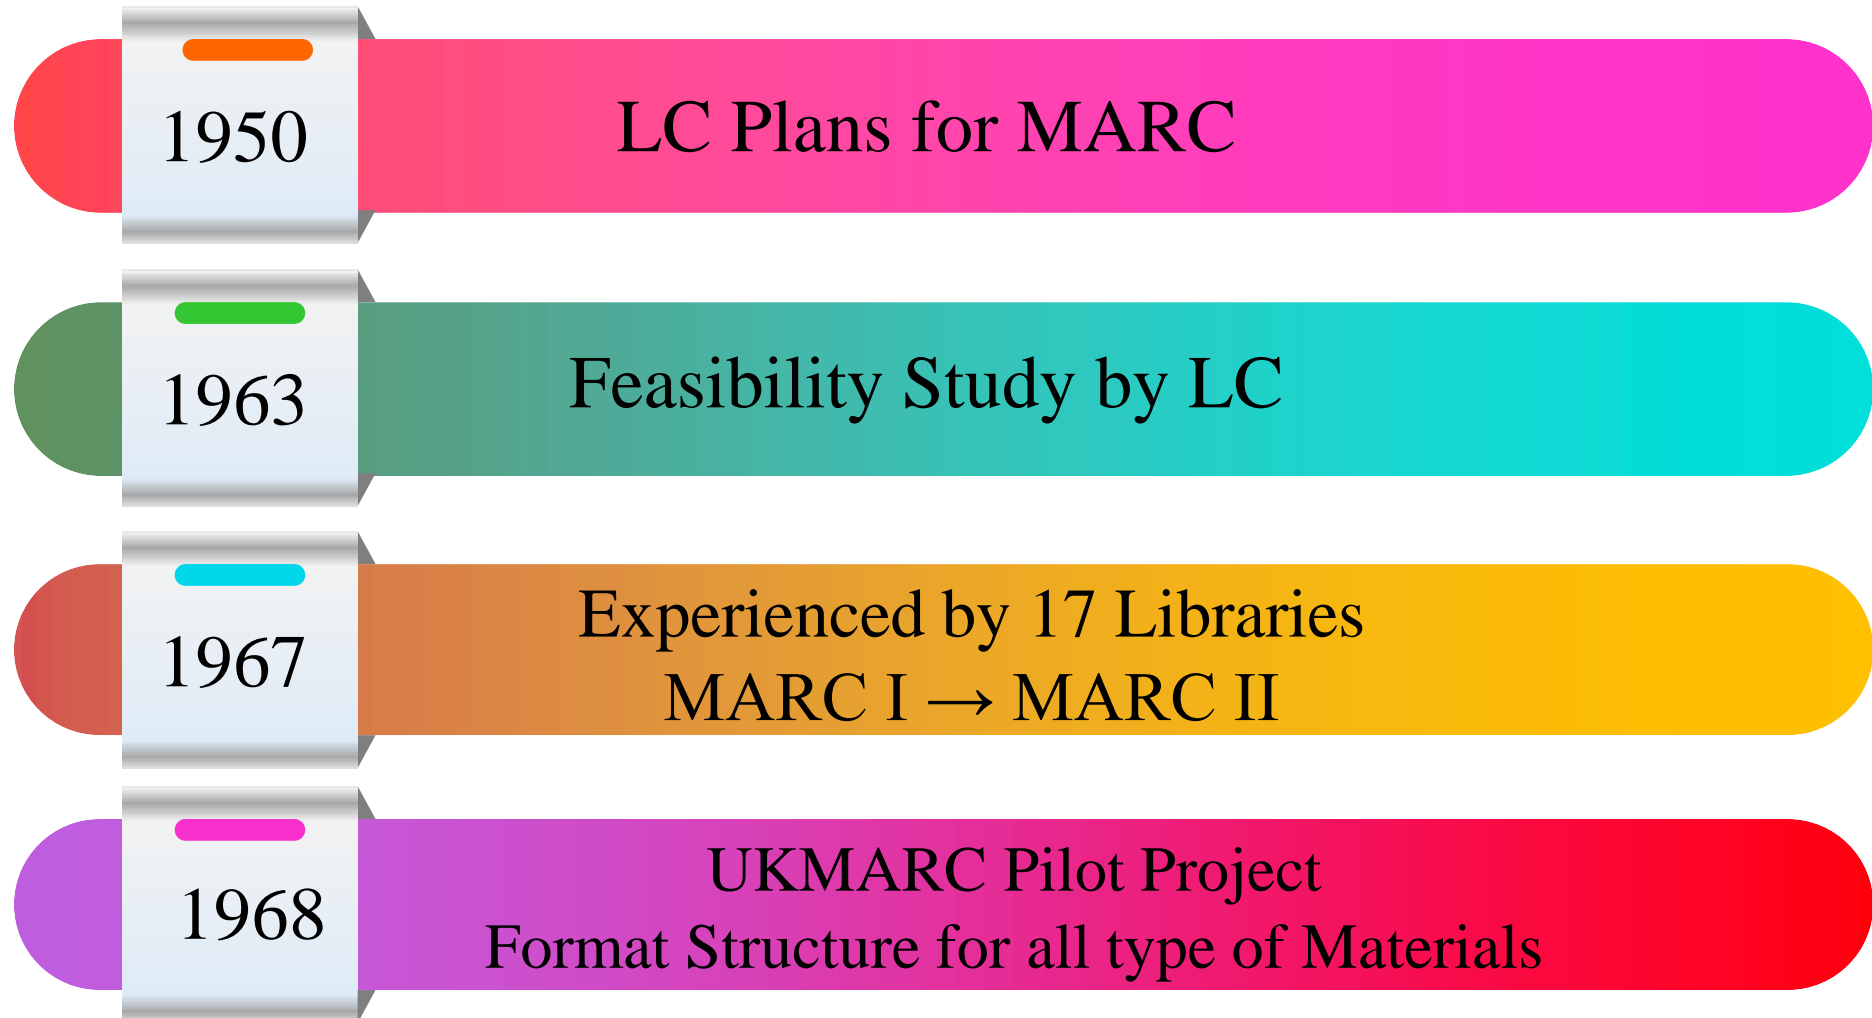 1950
LC Plans for MARC
1963
Feasibility Study by LC
1967
Experienced by 17 Libraries
MARC I → MARC II
1968
UKMARC Pilot Project
Format Structure for all type of Materials